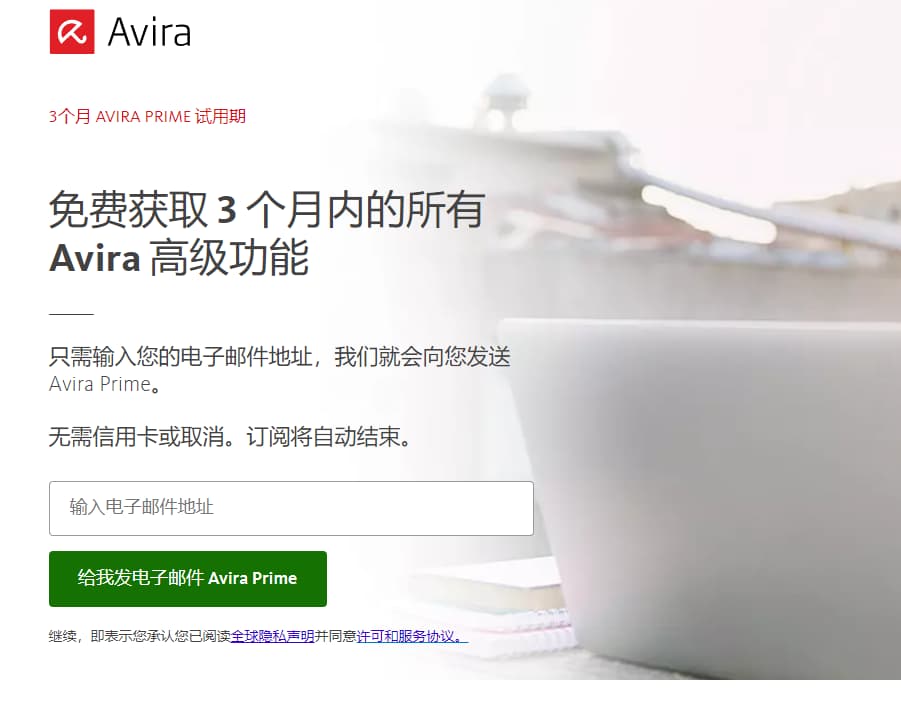 Avira
3个月 AVIRA PRIME 试用期
免费获取 3 个月内的所有
Avira 高级功能
只需输入您的电子邮件地址，我们就会向您发送
Avira Prime。
无需信用卡或取消。订阅将自动结束。
输入电子邮件地址
给我发电子邮件 Avira Prime
继续，即表示您承认您已阅读全球隐私声明并同意许可和服务协议。